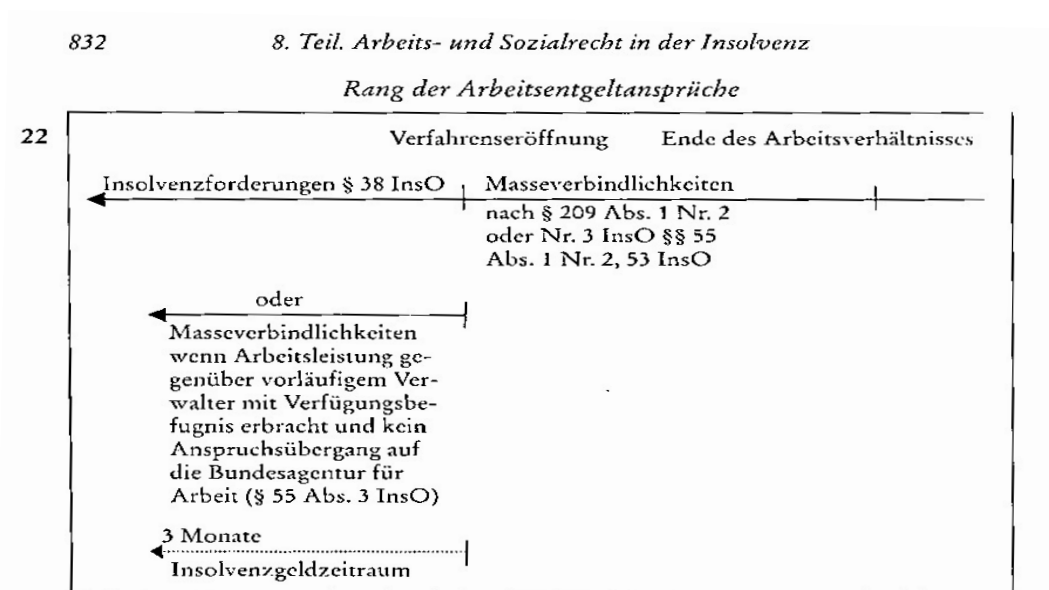 832 8. Teil. Arbeits- und Sozialrecht in der Insolvenz
Rang der Arbeitsentgeltansprüche
22
Verfahrenseröffnung Ende des Arbeitsverhältnisses
Insolvenzforderungen § 38 InsO Masseverbindlichkeiten
nach § 209 Abs. 1 Nr. 2
oder Nr. 3 InsO §§ 55
Abs. 1 Nr. 2, 53 InsO
oder
Masseverbindlichkeiten
wenn Arbeitsleistung ge-
genüber vorläufigem Ver-
walter mit Verfügungsbe-
fugnis erbracht und kein
Anspruchsübergang auf
die Bundesagentur für
Arbeit (§ 55 Abs. 3 InsO)
3 Monate
Insolvenzgeldzeitraum